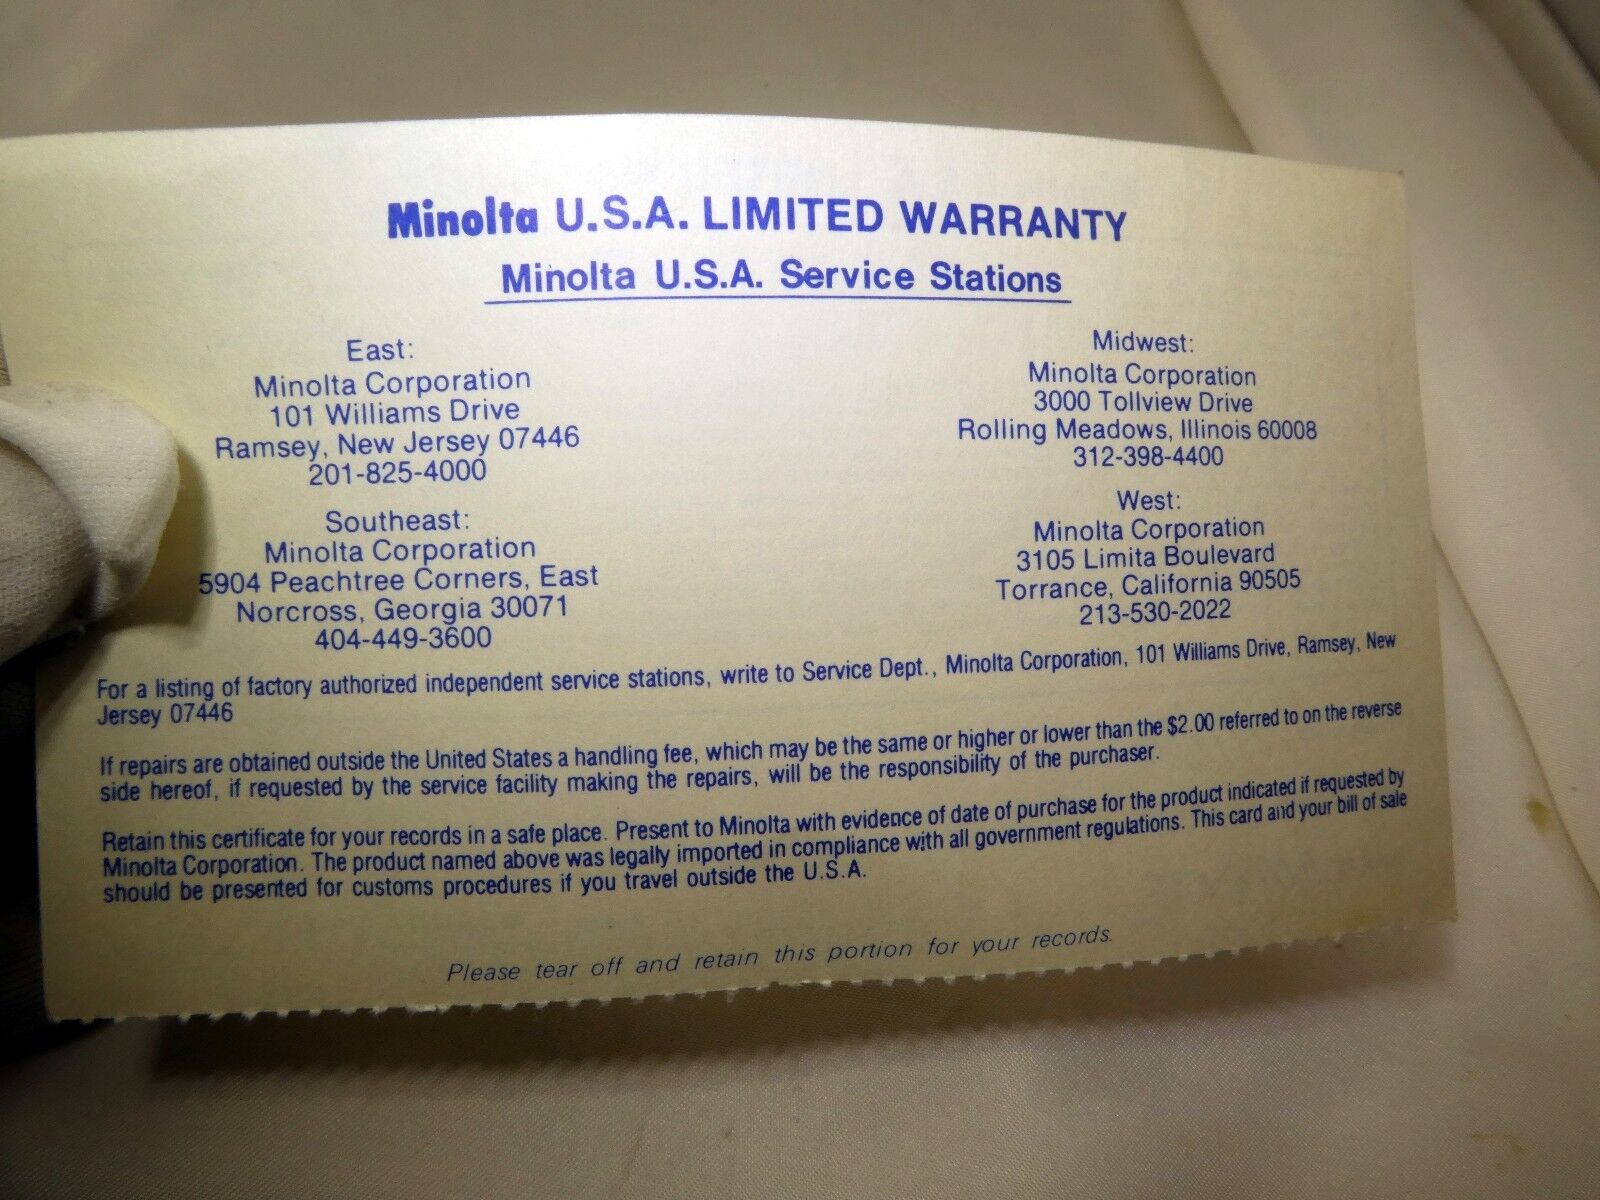 Minolta U.S.A. LIMITED WARRANTY
Minolta U.S.A. Service Stations
East:
Minolta Corporation
101 Williams Drive
Ramsey, New Jersey 07446
201-825-4000
Southeast:
Minolta Corporation
5904 Peachtree Corners, East
Norcross, Georgia 30071
404-449-3600
Midwest:
Minolta Corporation
3000 Tollview Drive
Rolling Meadows, Illinois 60008
312-398-4400
West:
Minolta Corporation
3105 Limita Boulevard
Torrance, California 90505
213-530-2022
For a listing of factory authorized independent service stations, write to Service Dept., Minolta Corporation, 101 Williams Drive, Ramsey, New
Jersey 07446
If repairs are obtained outside the United States a handling fee, which may be the same or higher or lower than the $2.00 referred to on the reverse
side hereof, if requested by the service facility making the repairs, will be the responsibility of the purchaser.
Retain this certificate for your records in a safe place. Present to Minolta with evidence of date of purchase for the product indicated if requested by
Minolta Corporation. The product named above was legally imported in compliance with all government regulations. This card and your bill of sale
should be presented for customs procedures if you travel outside the U.S.A.
Please tear off and retain this portion for your records.